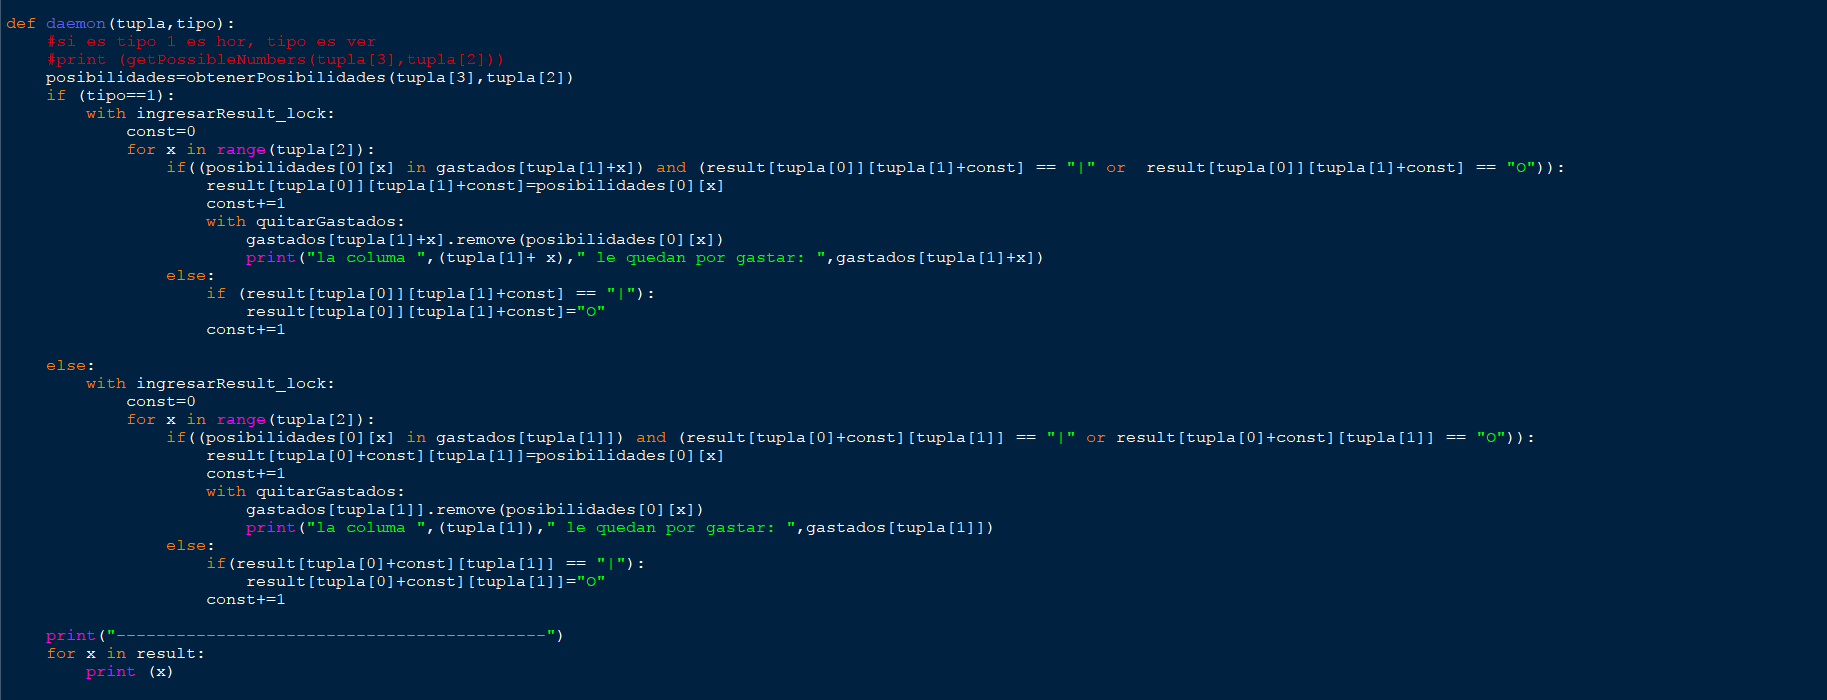 def daemon(tupla,tipo):
    #si es tipo 1 es hor, tipo es ver
    #print (getPossibleNumbers(tupla[3],tupla[2]))
    posibilidades=obtenerPosibilidades(tupla[3],tupla[2])
    if (tipo==1):
        with ingresarResult_lock:
            const=0
            for x in range(tupla[2]):
                if((posibilidades[0][x] in gastados[tupla[1]+x]) and (result[tupla[0]][tupla[1]+const] == "|" or  result[tupla[0]][tupla[1]+const] == "O")):
                    result[tupla[0]][tupla[1]+const]=posibilidades[0][x]
                    const+=1
                    with quitarGastados:
                        gastados[tupla[1]+x].remove(posibilidades[0][x])
                        print("la columa ",(tupla[1]+ x)," le quedan por gastar: ",gastados[tupla[1]+x])
                else:
                    if (result[tupla[0]][tupla[1]+const] == "|"):
                        result[tupla[0]][tupla[1]+const]="O"
                    const+=1
    else:
        with ingresarResult_lock:
            const=0
            for x in range(tupla[2]):
                if((posibilidades[0][x] in gastados[tupla[1]]) and (result[tupla[0]+const][tupla[1]] == "|" or result[tupla[0]+const][tupla[1]] == "O")):
                    result[tupla[0]+const][tupla[1]]=posibilidades[0][x]
                    const+=1
                    with quitarGastados:
                        gastados[tupla[1]].remove(posibilidades[0][x])
                        print("la columa ",(tupla[1])," le quedan por gastar: ",gastados[tupla[1]])
                else:
                    if(result[tupla[0]+const][tupla[1]] == "|"):
                        result[tupla[0]+const][tupla[1]]="O"
                    const+=1
    print("-------------------------------------------")
    for x in result:
        print (x)